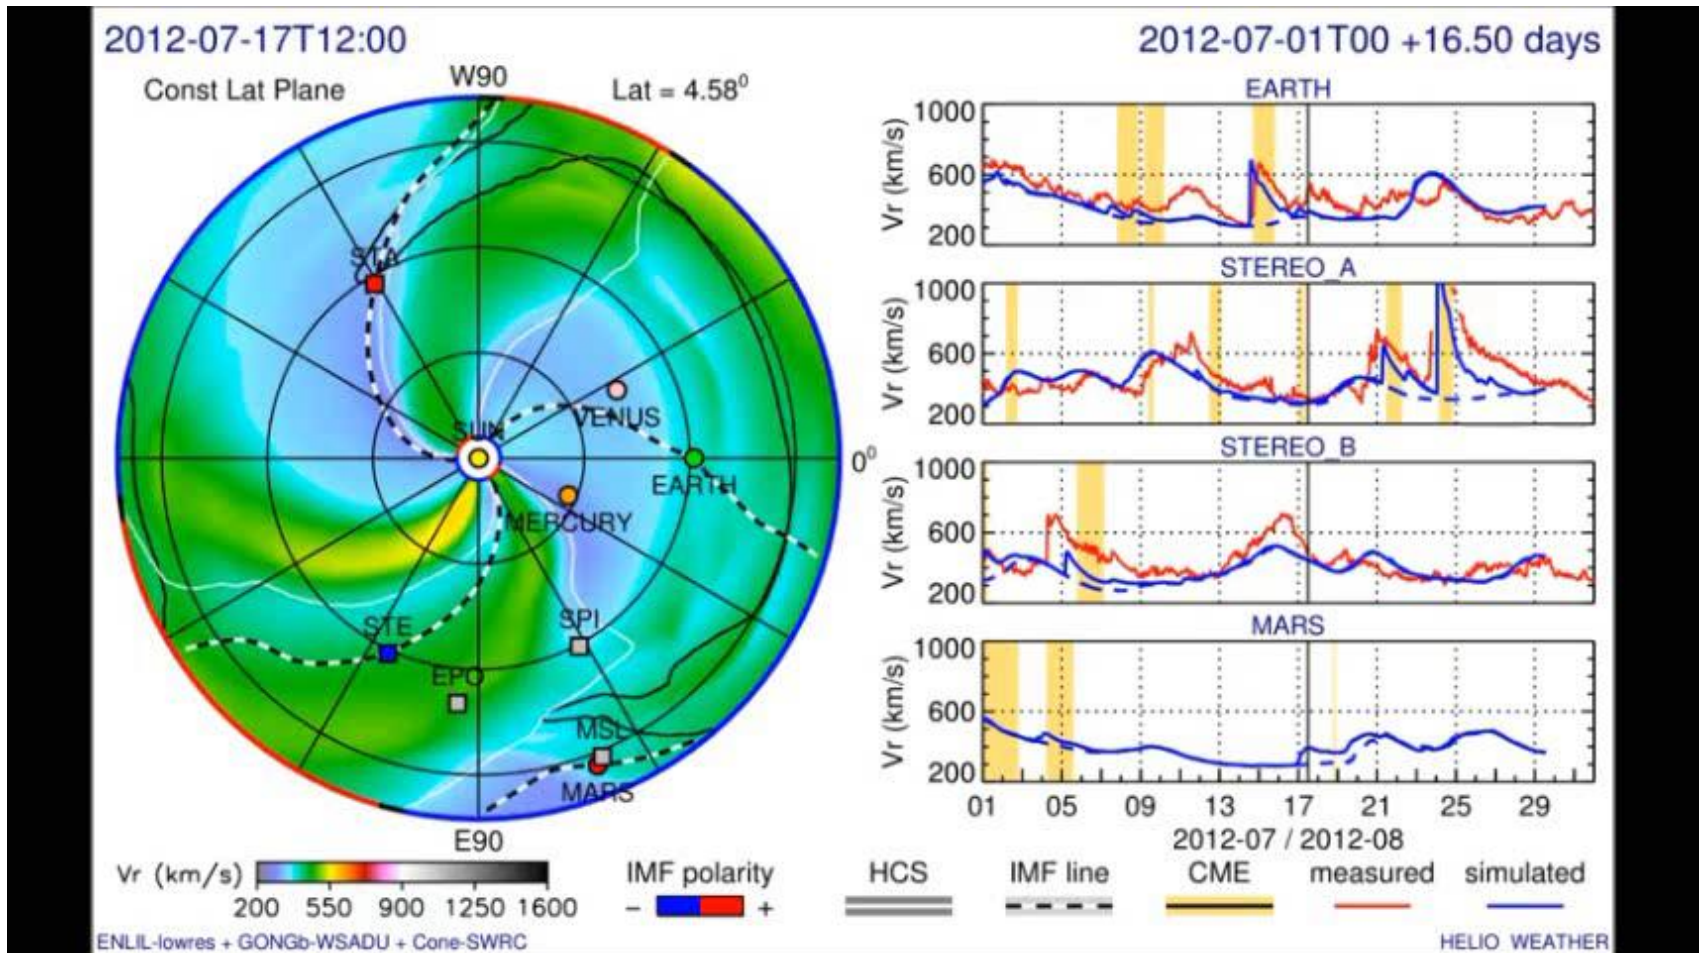 2012-07-17T12:00
2012-07-01T00 +16.50 days
Const Lat Plane
W90
Lat = 4.58⁰
STA
SUN
VENUS
EARTH
0⁰
MERCURY
STE
SPI
EPO
MSL
MARS
E90
EARTH
1000
600
200
Vr (km/s)
STEREO_A
1000
600
200
Vr (km/s)
STEREO_B
1000
600
200
Vr (km/s)
MARS
1000
600
200
Vr (km/s)
01 05 09 13 17 21 25 29
2012-07 / 2012-08
Vr (km/s)
200 550 900 1250 1600
IMF polarity
- +
HCS
IMF line
CME
measured
simulated
ENLIL-lowres + GONGb-WSADU + Cone-SWRC
HELIO WEATHER